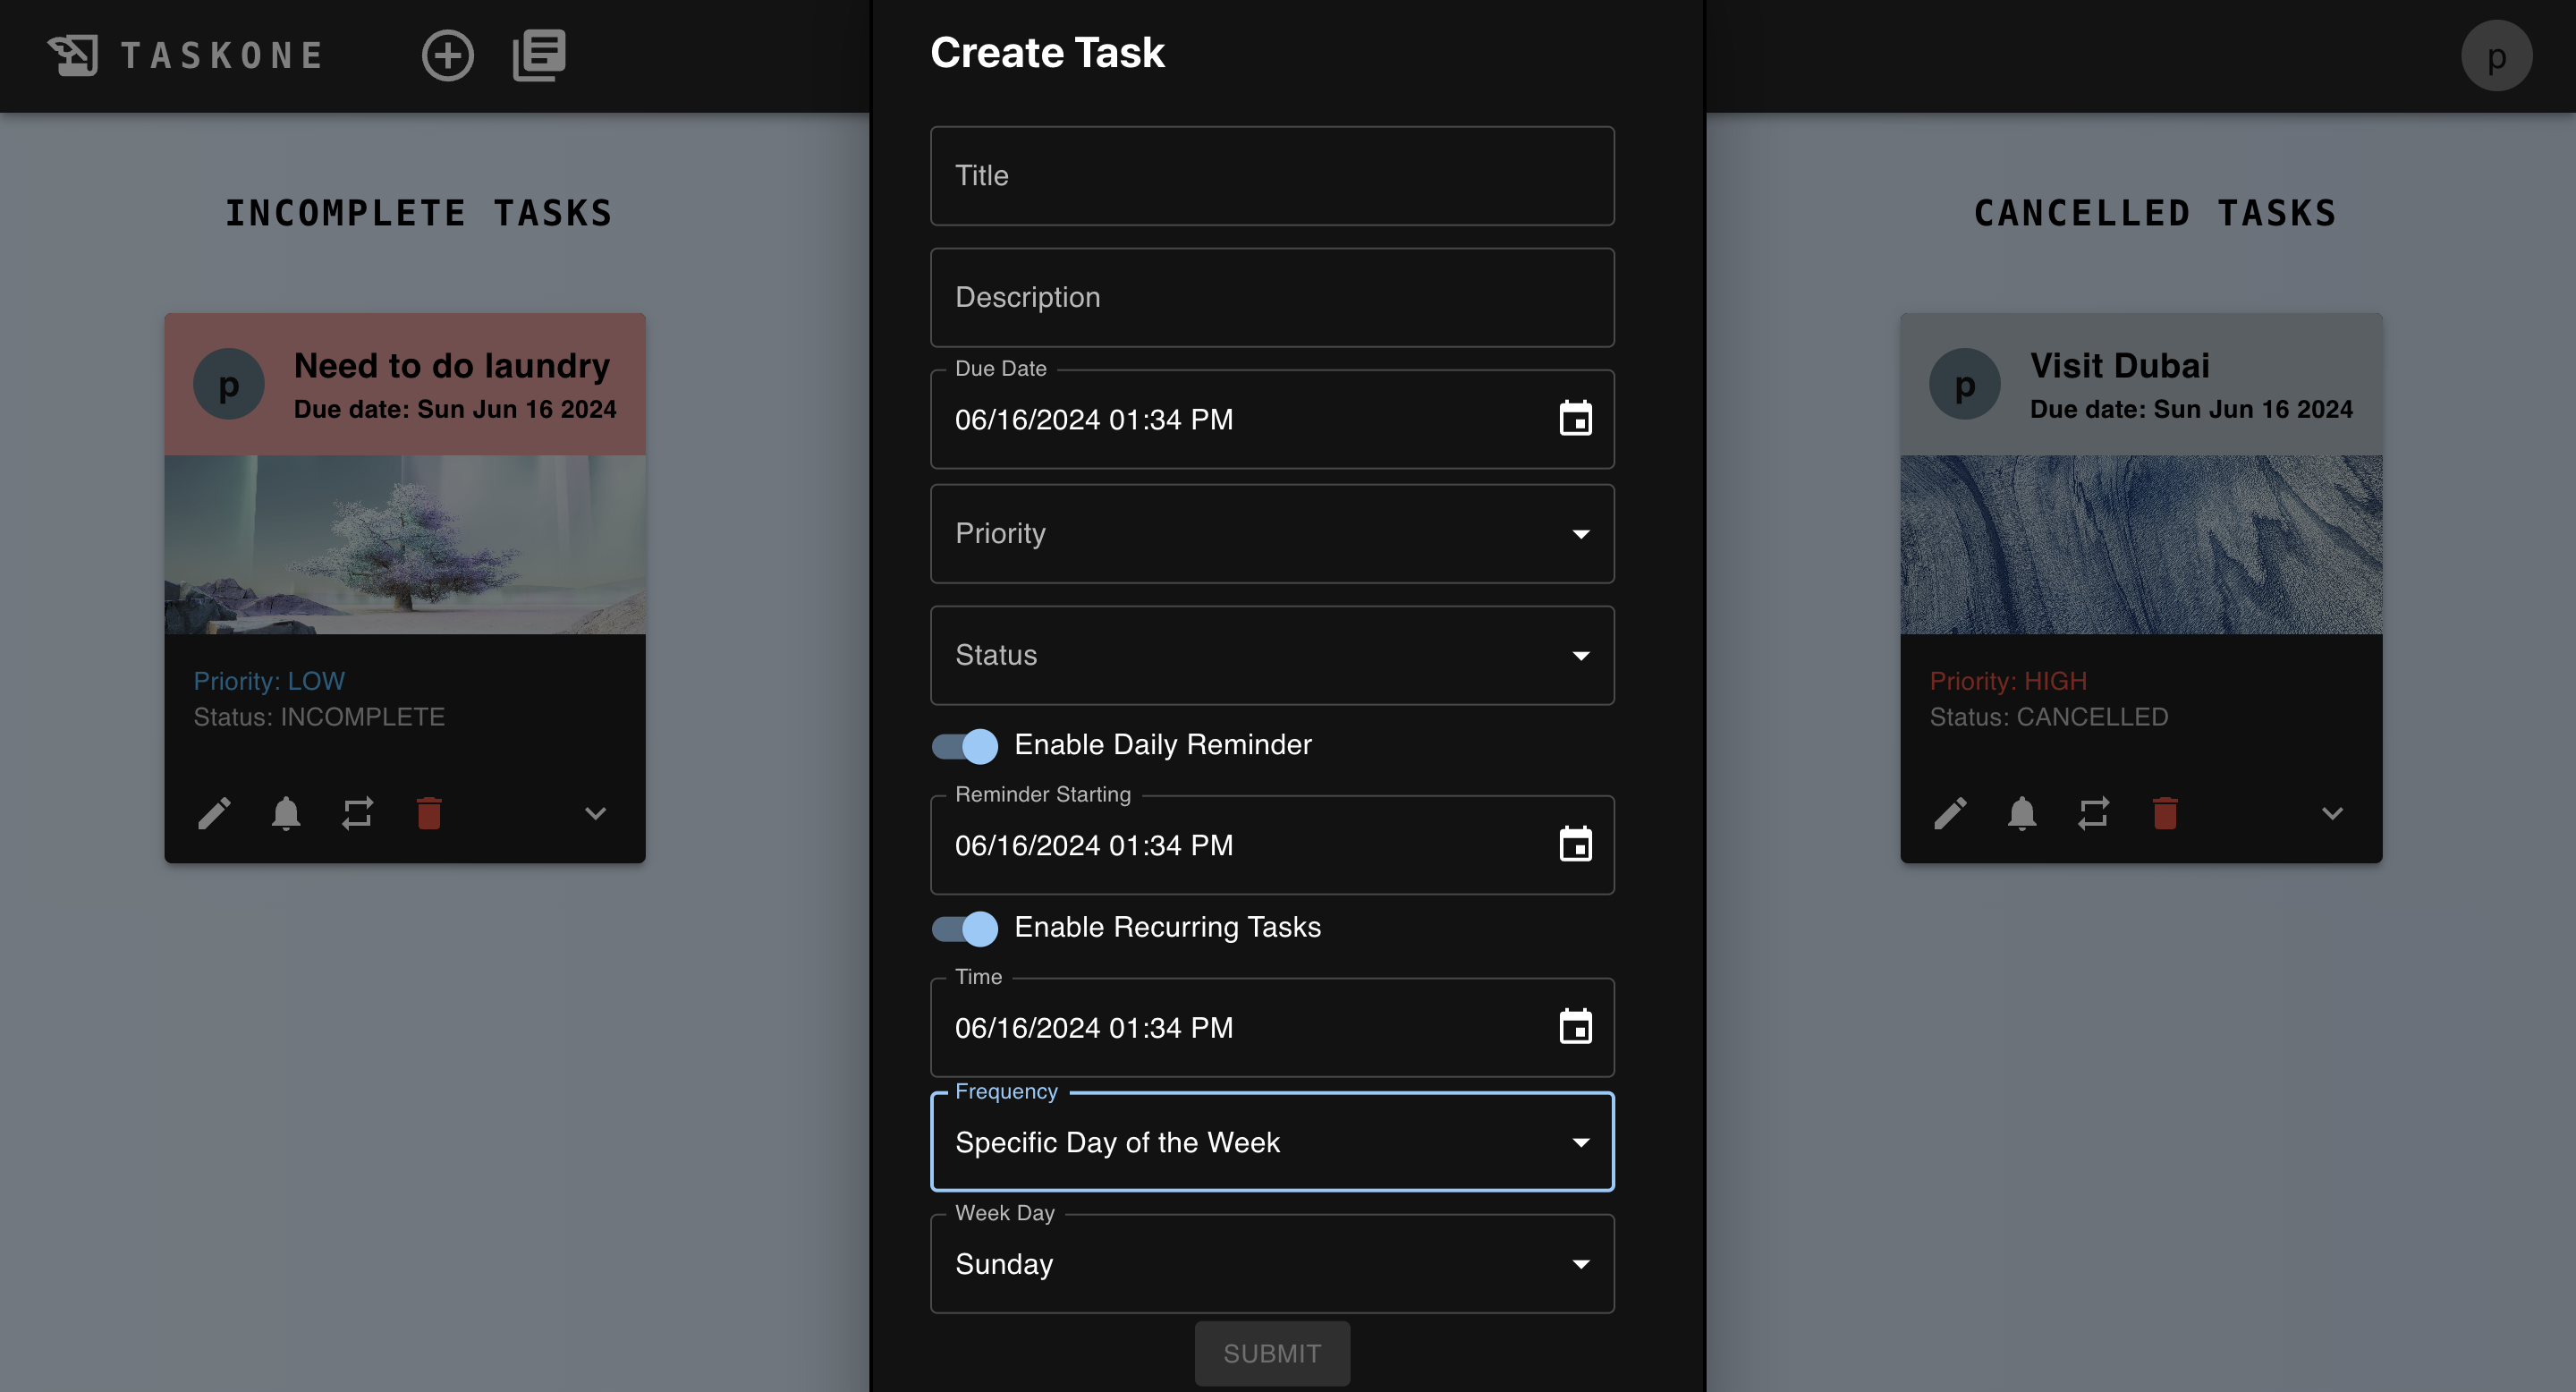 TASKONE
p
INCOMPLETE TASKS
p
Need to do laundry
Due date: Sun Jun 16 2024
Priority: LOW
Status: INCOMPLETE
Create Task
Title
Description
Due Date
06/16/2024 01:34 PM
Priority
Status
Enable Daily Reminder
Reminder Starting
06/16/2024 01:34 PM
Enable Recurring Tasks
Time
06/16/2024 01:34 PM
Frequency
Specific Day of the Week
Week Day
Sunday
SUBMIT
CANCELLED TASKS
p
Visit Dubai
Due date: Sun Jun 16 2024
Priority: HIGH
Status: CANCELLED